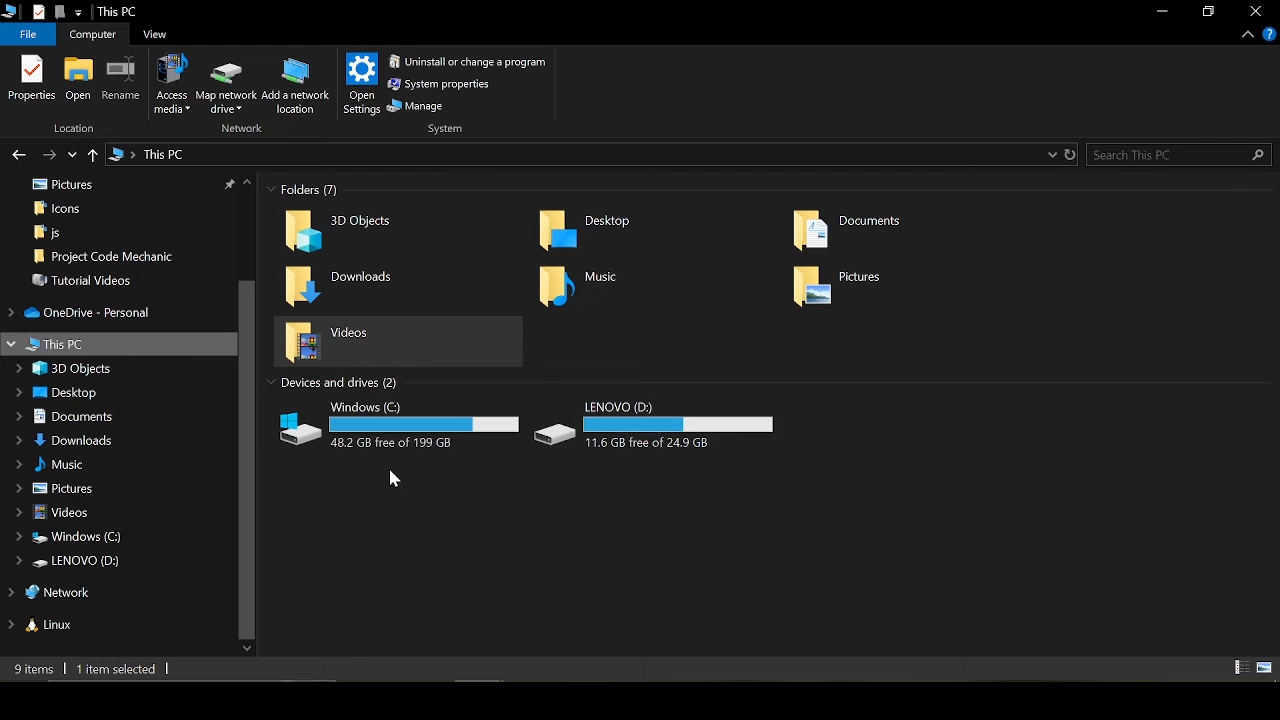 This PC
File Computer View
Properties Open Rename Access media Map network drive Add a network location Open Settings Uninstall or change a program
System properties
Manage
Location Network System
This PC Search This PC
Pictures
Icons
js
Project Code Mechanic
Tutorial Videos
OneDrive - Personal
This PC
3D Objects
Desktop
Documents
Downloads
Music
Pictures
Videos
Windows (C:)
LENOVO (D:)
Network
Linux
Folders (7)
3D Objects Desktop Documents
Downloads Music Pictures
Videos
Devices and drives (2)
Windows (C:) LENOVO (D:)
48.2 GB free of 199 GB 11.6 GB free of 24.9 GB
9 items 1 item selected